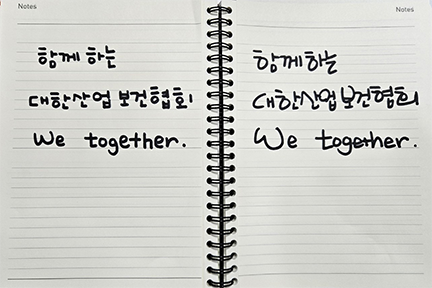 Notes
함께 하는
대한산업보건협회
We together.
Notes
함께하는
대한산업보건협회
We together.